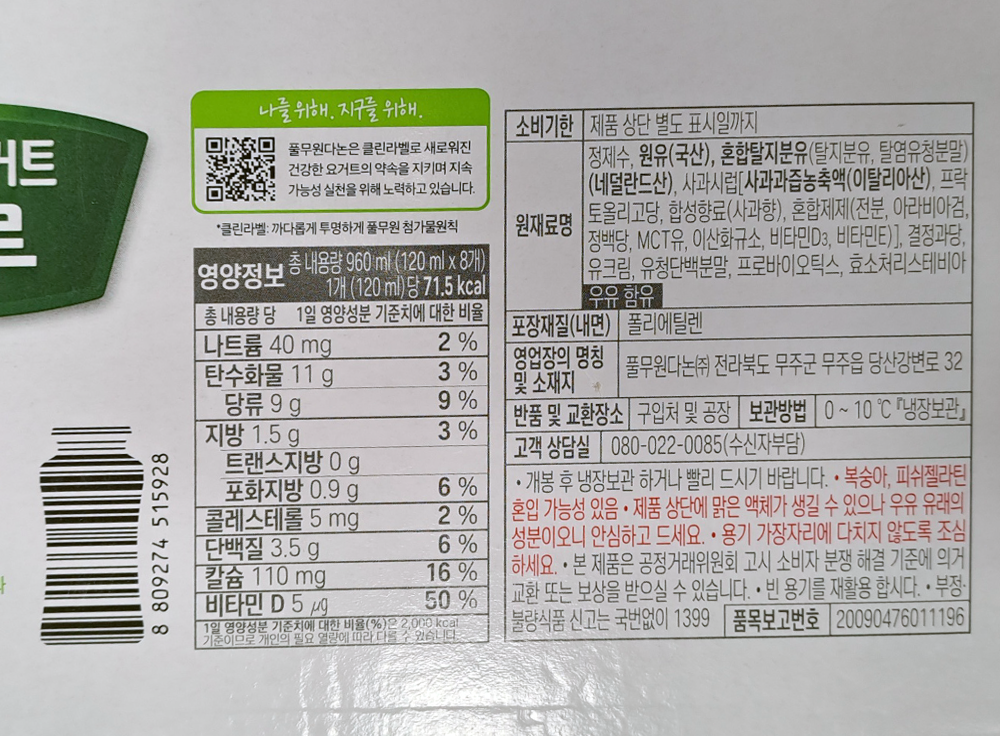 거트
르
나를 위해. 지구를 위해.
풀무원다논은 클린라벨로 새로워진
건강한 요거트의 약속을 지키며 지속
가능성 실천을 위해 노력하고 있습니다.
*클린라벨: 까다롭게 투명하게 풀무원 첨가물원칙
영양정보 총 내용량 960 ml (120 ml x 8개)
1개 (120 ml)당 71.5 kcal
총 내용량 당 1일 영양성분 기준치에 대한 비율
나트륨 40 mg 2 %
탄수화물 11 g 3 %
당류 9 g 9 %
지방 1.5 g 3 %
트랜스지방 0 g
포화지방 0.9 g 6 %
콜레스테롤 5 mg 2 %
단백질 3.5 g 6 %
칼슘 110 mg 16 %
비타민 D 5 μg 50 %
1일 영양성분 기준치에 대한 비율(%)은 2,000 kcal
기준이므로 개인의 필요 열량에 따라 다를 수 있습니다.
8 809274 515928
소비기한 제품 상단 별도 표시일까지
원재료명 정제수, 원유(국산), 혼합탈지분유(탈지분유, 탈염유청분말)
(네덜란드산), 사과시럽[사과과즙농축액(이탈리아산), 프락
토올리고당, 합성향료(사과향), 혼합제제(전분, 아라비아검,
정백당, MCT유, 이산화규소, 비타민D₃, 비타민E)], 결정과당,
유크림, 유청단백분말, 프로바이오틱스, 효소처리스테비아
우유 함유
포장재질(내면) 폴리에틸렌
영업장의 명칭 및 소재지 풀무원다논㈜ 전라북도 무주군 무주읍 당산강변로 32
반품 및 교환장소 구입처 및 공장 보관방법 0 ~ 10 ℃『냉장보관』
고객 상담실 080-022-0085(수신자부담)
• 개봉 후 냉장보관 하거나 빨리 드시기 바랍니다. • 복숭아, 피쉬젤라틴
혼입 가능성 있음 • 제품 상단에 맑은 액체가 생길 수 있으나 우유 유래의
성분이오니 안심하고 드세요. • 용기 가장자리에 다치지 않도록 조심
하세요. • 본 제품은 공정거래위원회 고시 소비자 분쟁 해결 기준에 의거
교환 또는 보상을 받으실 수 있습니다. • 빈 용기를 재활용 합시다. • 부정·
불량식품 신고는 국번없이 1399 품목보고번호 20090476011196